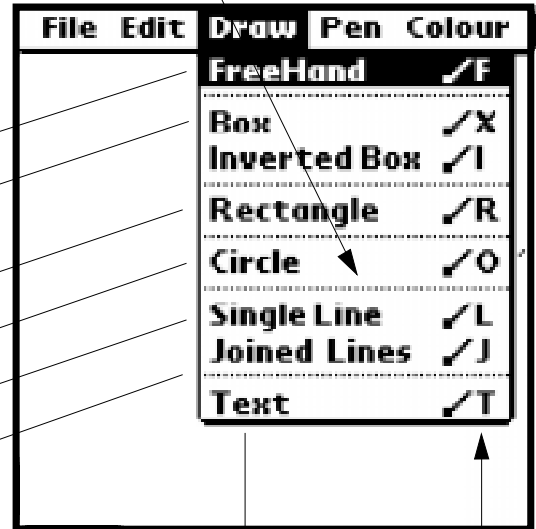 File Edit Draw Pen Colour
FreeHand F
Box X
Inverted Box I
Rectangle R
Circle O
Single Line L
Joined Lines J
Text T